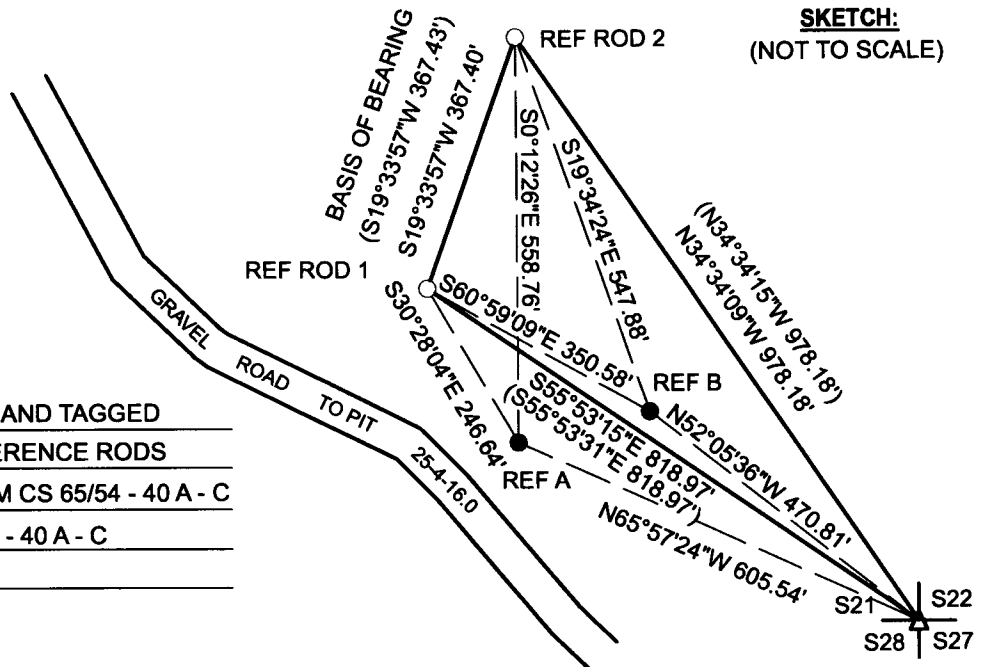 SKETCH:
(NOT TO SCALE)
REF ROD 2
BASIS OF BEARING
(S19°33'57"W 367.43')
S19°33'57"W 367.40'
S0°12'26"E 558.76'
S19°34'24"E 547.88'
(N34°34'15"W 978.18')
N34°34'09"W 978.18'
REF ROD 1
S60°59'09"E 350.58'
S30°28'04"E 246.64'
S55°53'15"E 818.97'
(S55°53'31"E 818.97')
REF B
N52°05'36"W 470.81'
REF A
N65°57'24"W 605.54'
GRAVEL ROAD TO PIT
25-4-16.0
AND TAGGED
ERENCE RODS
M CS 65/54 - 40 A - C
- 40 A - C
S21 S22
S28 S27